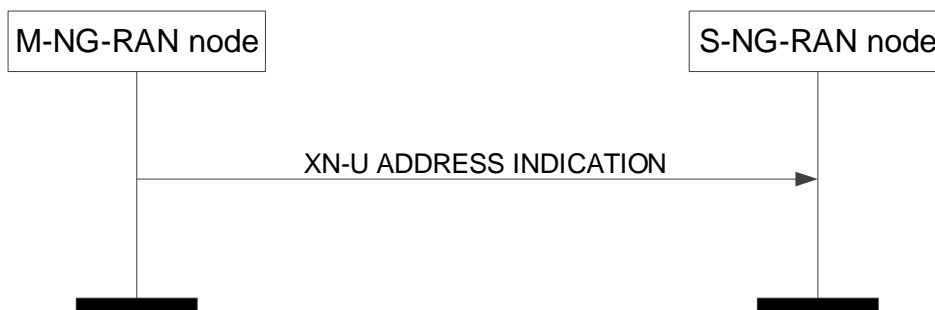 M-NG-RAN node
S-NG-RAN node
XN-U ADDRESS INDICATION